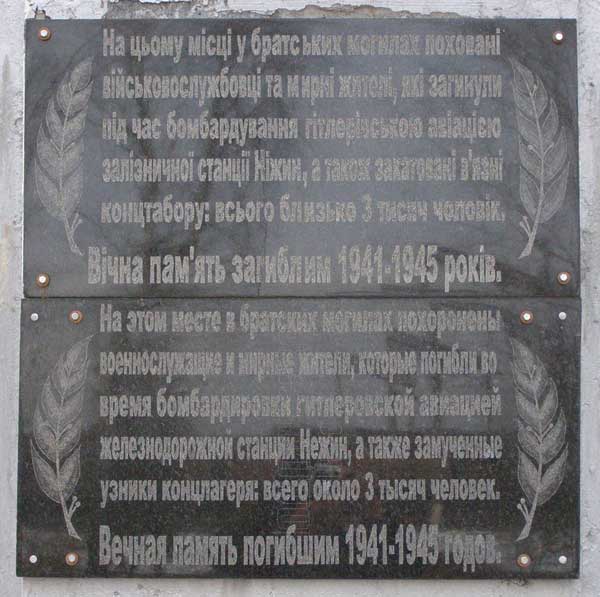 На цьому місці у братських могилах поховані
військовослужбовці та мирні жителі, які загинули
під час бомбардування гітлерівською авіацією
залізничної станції Ніжин, а також закатовані в'язні
концтабору: всього близько 3 тисяч чоловік.
Вічна пам'ять загиблим 1941-1945 років.
На этом месте в братских могилах похоронены
военнослужащие и мирные жители, которые погибли во
время бомбардировки гитлеровской авиацией
железнодорожной станции Нежин, а также замученные
узники концлагеря: всего около 3 тысяч человек.
Вечная память погибшим 1941-1945 годов.